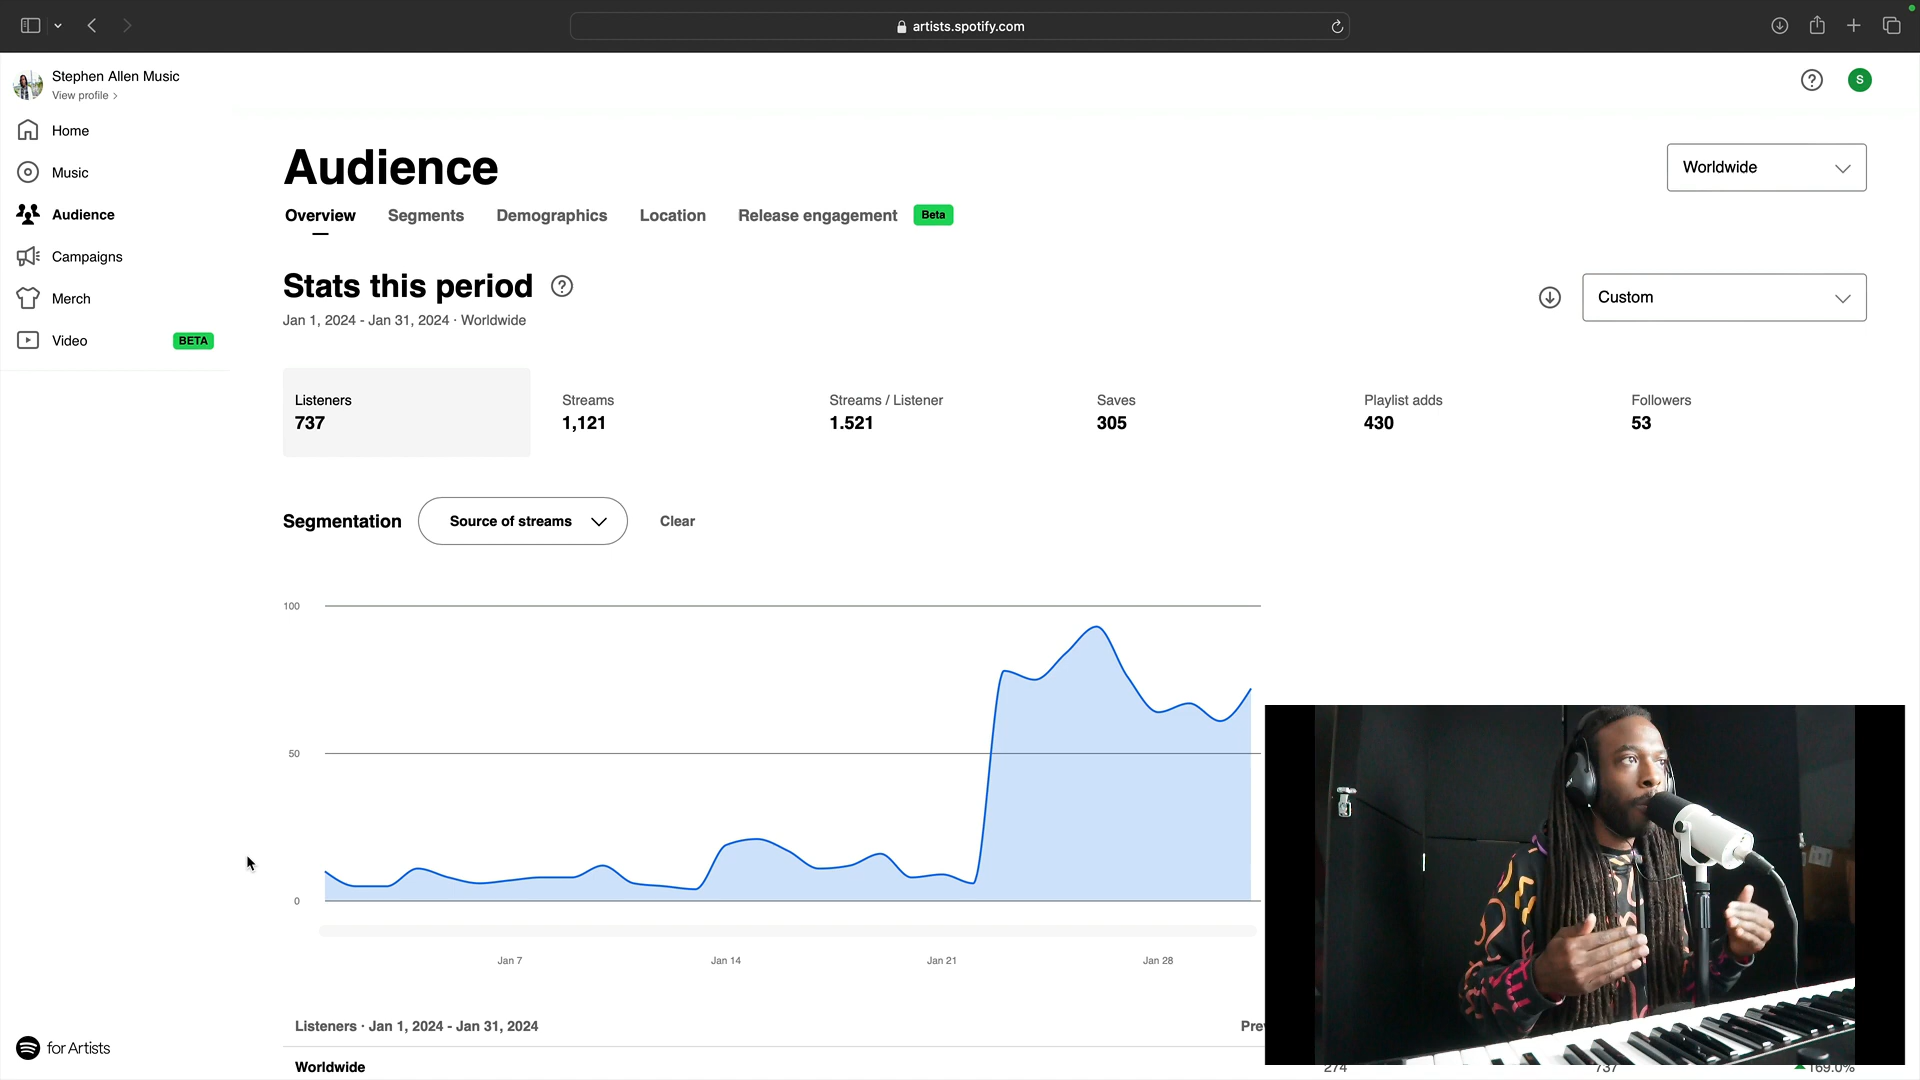 artists.spotify.com
Stephen Allen Music
View profile >
S
Home
Music
Audience
Campaigns
Merch
Video BETA
Audience
Worldwide
Overview Segments Demographics Location Release engagement Beta
Stats this period
Jan 1, 2024 - Jan 31, 2024 · Worldwide
Custom
Listeners Streams Streams / Listener Saves Playlist adds Followers
737 1,121 1.521 305 430 53
Segmentation Source of streams Clear
100
50
0
Jan 7 Jan 14 Jan 21 Jan 28
Listeners · Jan 1, 2024 - Jan 31, 2024
for Artists
Worldwide 274 737 169.0%